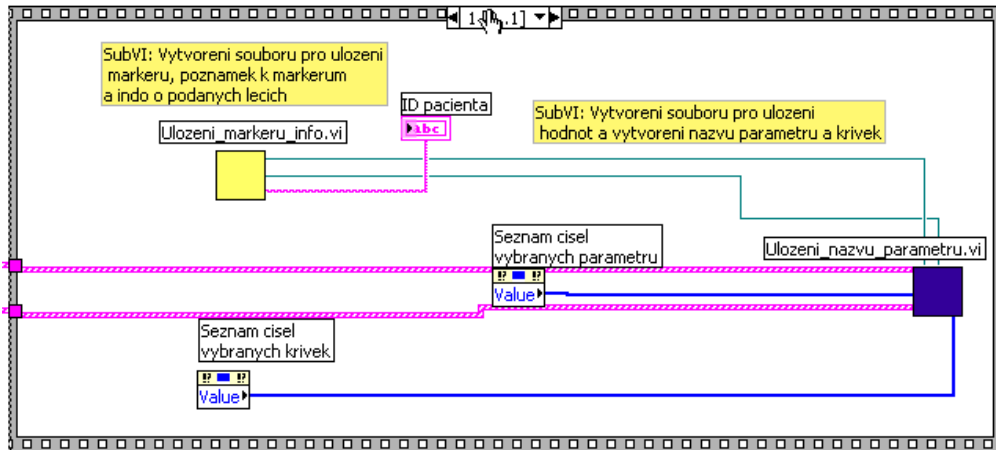 SubVI: Vytvoreni souboru pro ulozeni
markeru, poznamek k markerum
a indo o podanych lecich
ID pacienta
abc
Ulozeni_markeru_info.vi
SubVI: Vytvoreni souboru pro ulozeni
hodnot a vytvoreni nazvu parametru a krivek
Seznam cisel
vybranych parametru
Value
Ulozeni_nazvu_parametru.vi
Seznam cisel
vybranych krivek
Value